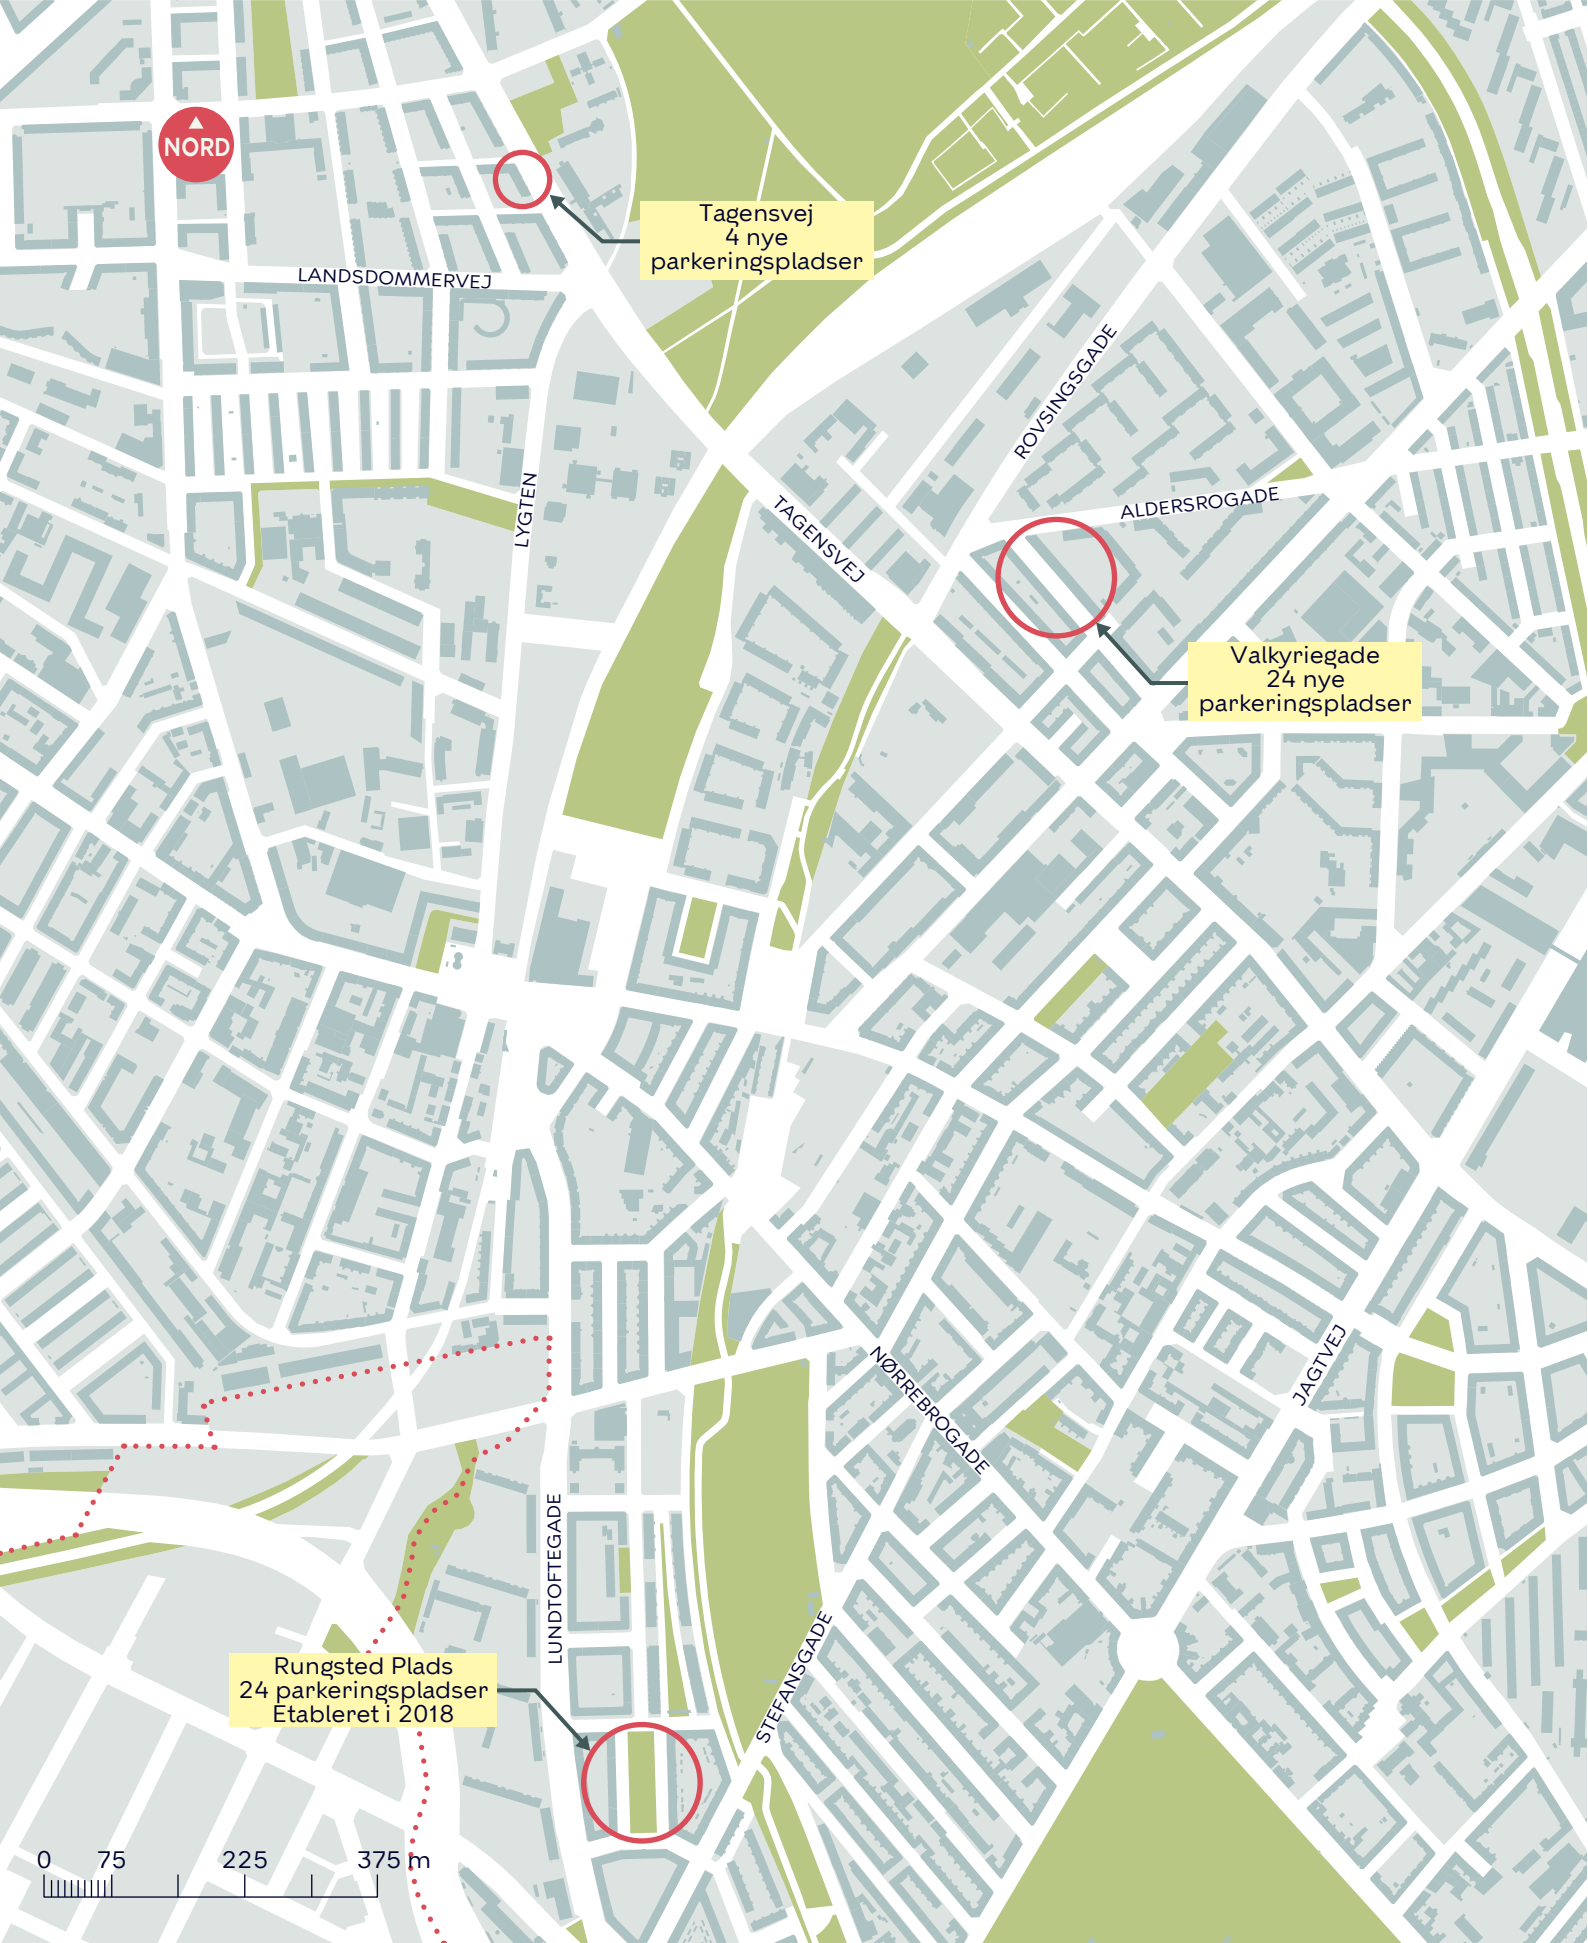 NORD
Tagensvej
4 nye
parkeringspladser
LANDSDOMMERVEJ
ROVSINGSGADE
LYGTEN
TAGENSVEJ
ALDERSROGADE
Valkyriegade
24 nye
parkeringspladser
JAGTVEJ
NØRREBROGADE
LUNDTOFTEGADE
STEFANSGADE
Rungsted Plads
24 parkeringspladser
Etableret i 2018
0 75 225 375 m